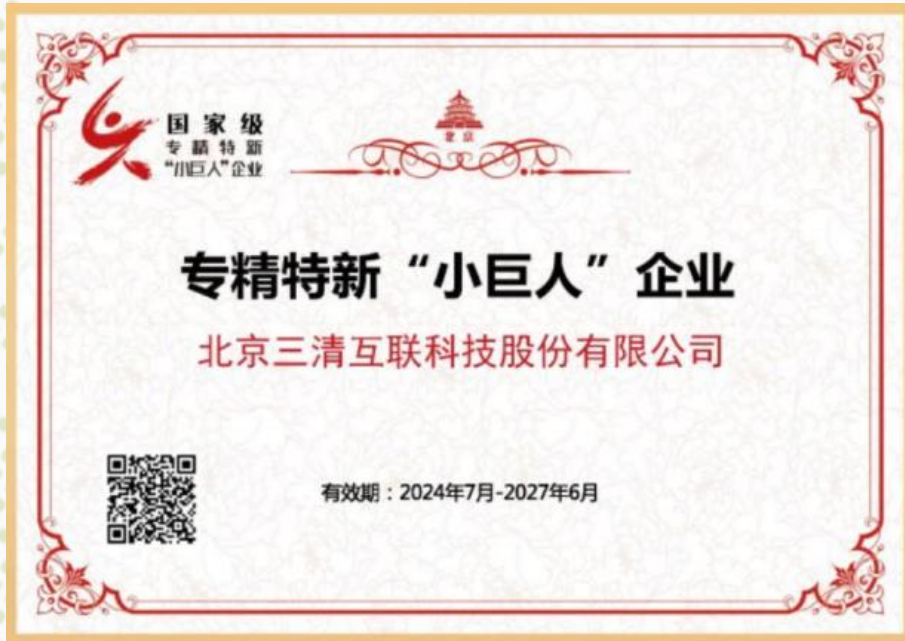 国家级
专精特新
“小巨人”企业
北京
专精特新“小巨人”企业
北京三清互联科技股份有限公司
有效期：2024年7月-2027年6月